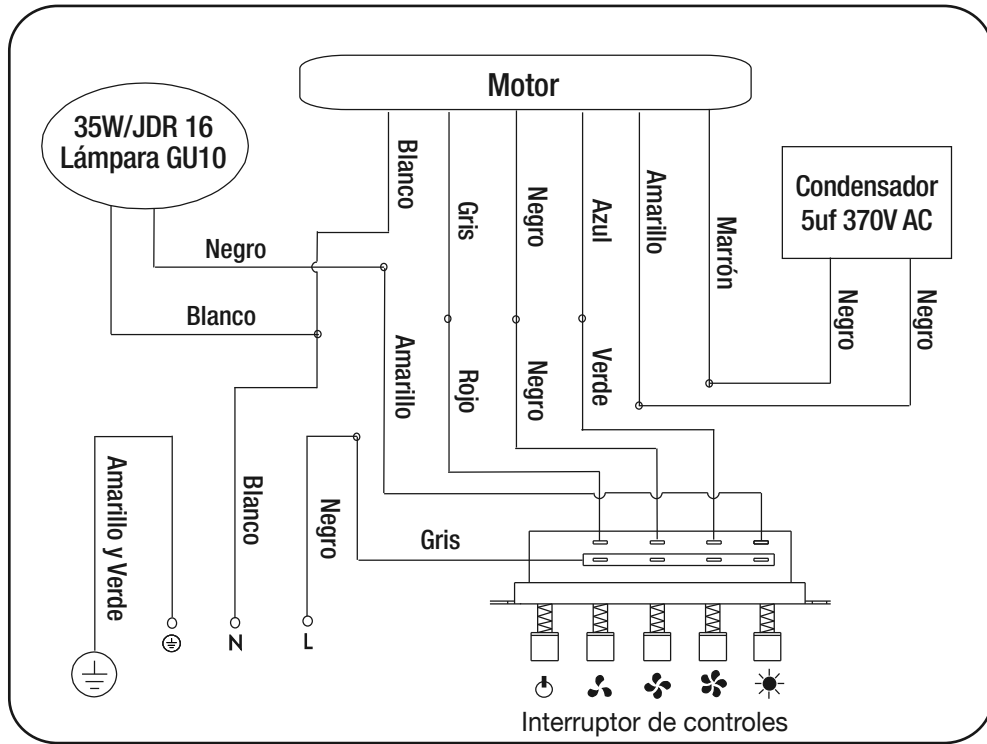 Motor
35W/JDR 16
Lámpara GU10
Condensador
5uf 370V AC
Blanco
Gris
Negro
Azul
Amarillo
Marrón
Negro
Negro
Negro
Blanco
Amarillo
Rojo
Negro
Verde
Amarillo y Verde
Blanco
Negro
Gris
N
L
Interruptor de controles